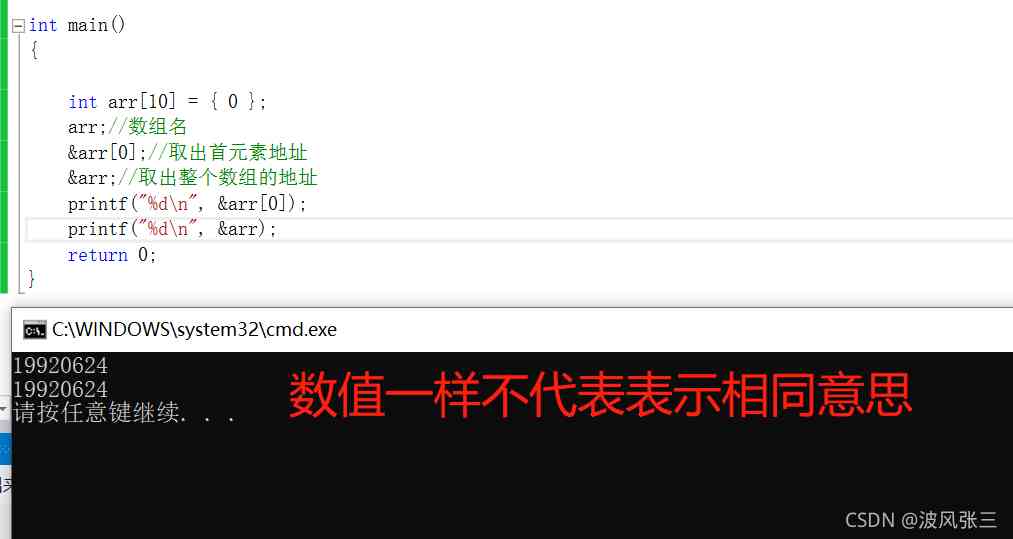 int main()
{
int arr[10] = { 0 };
arr;//数组名
&arr[0];//取出首元素地址
&arr;//取出整个数组的地址
printf("%d\n", &arr[0]);
printf("%d\n", &arr);
return 0;
}
C:\WINDOWS\system32\cmd.exe
19920624
19920624
请按任意键继续. . .
数值一样不代表表示相同意思
CSDN @波风张三